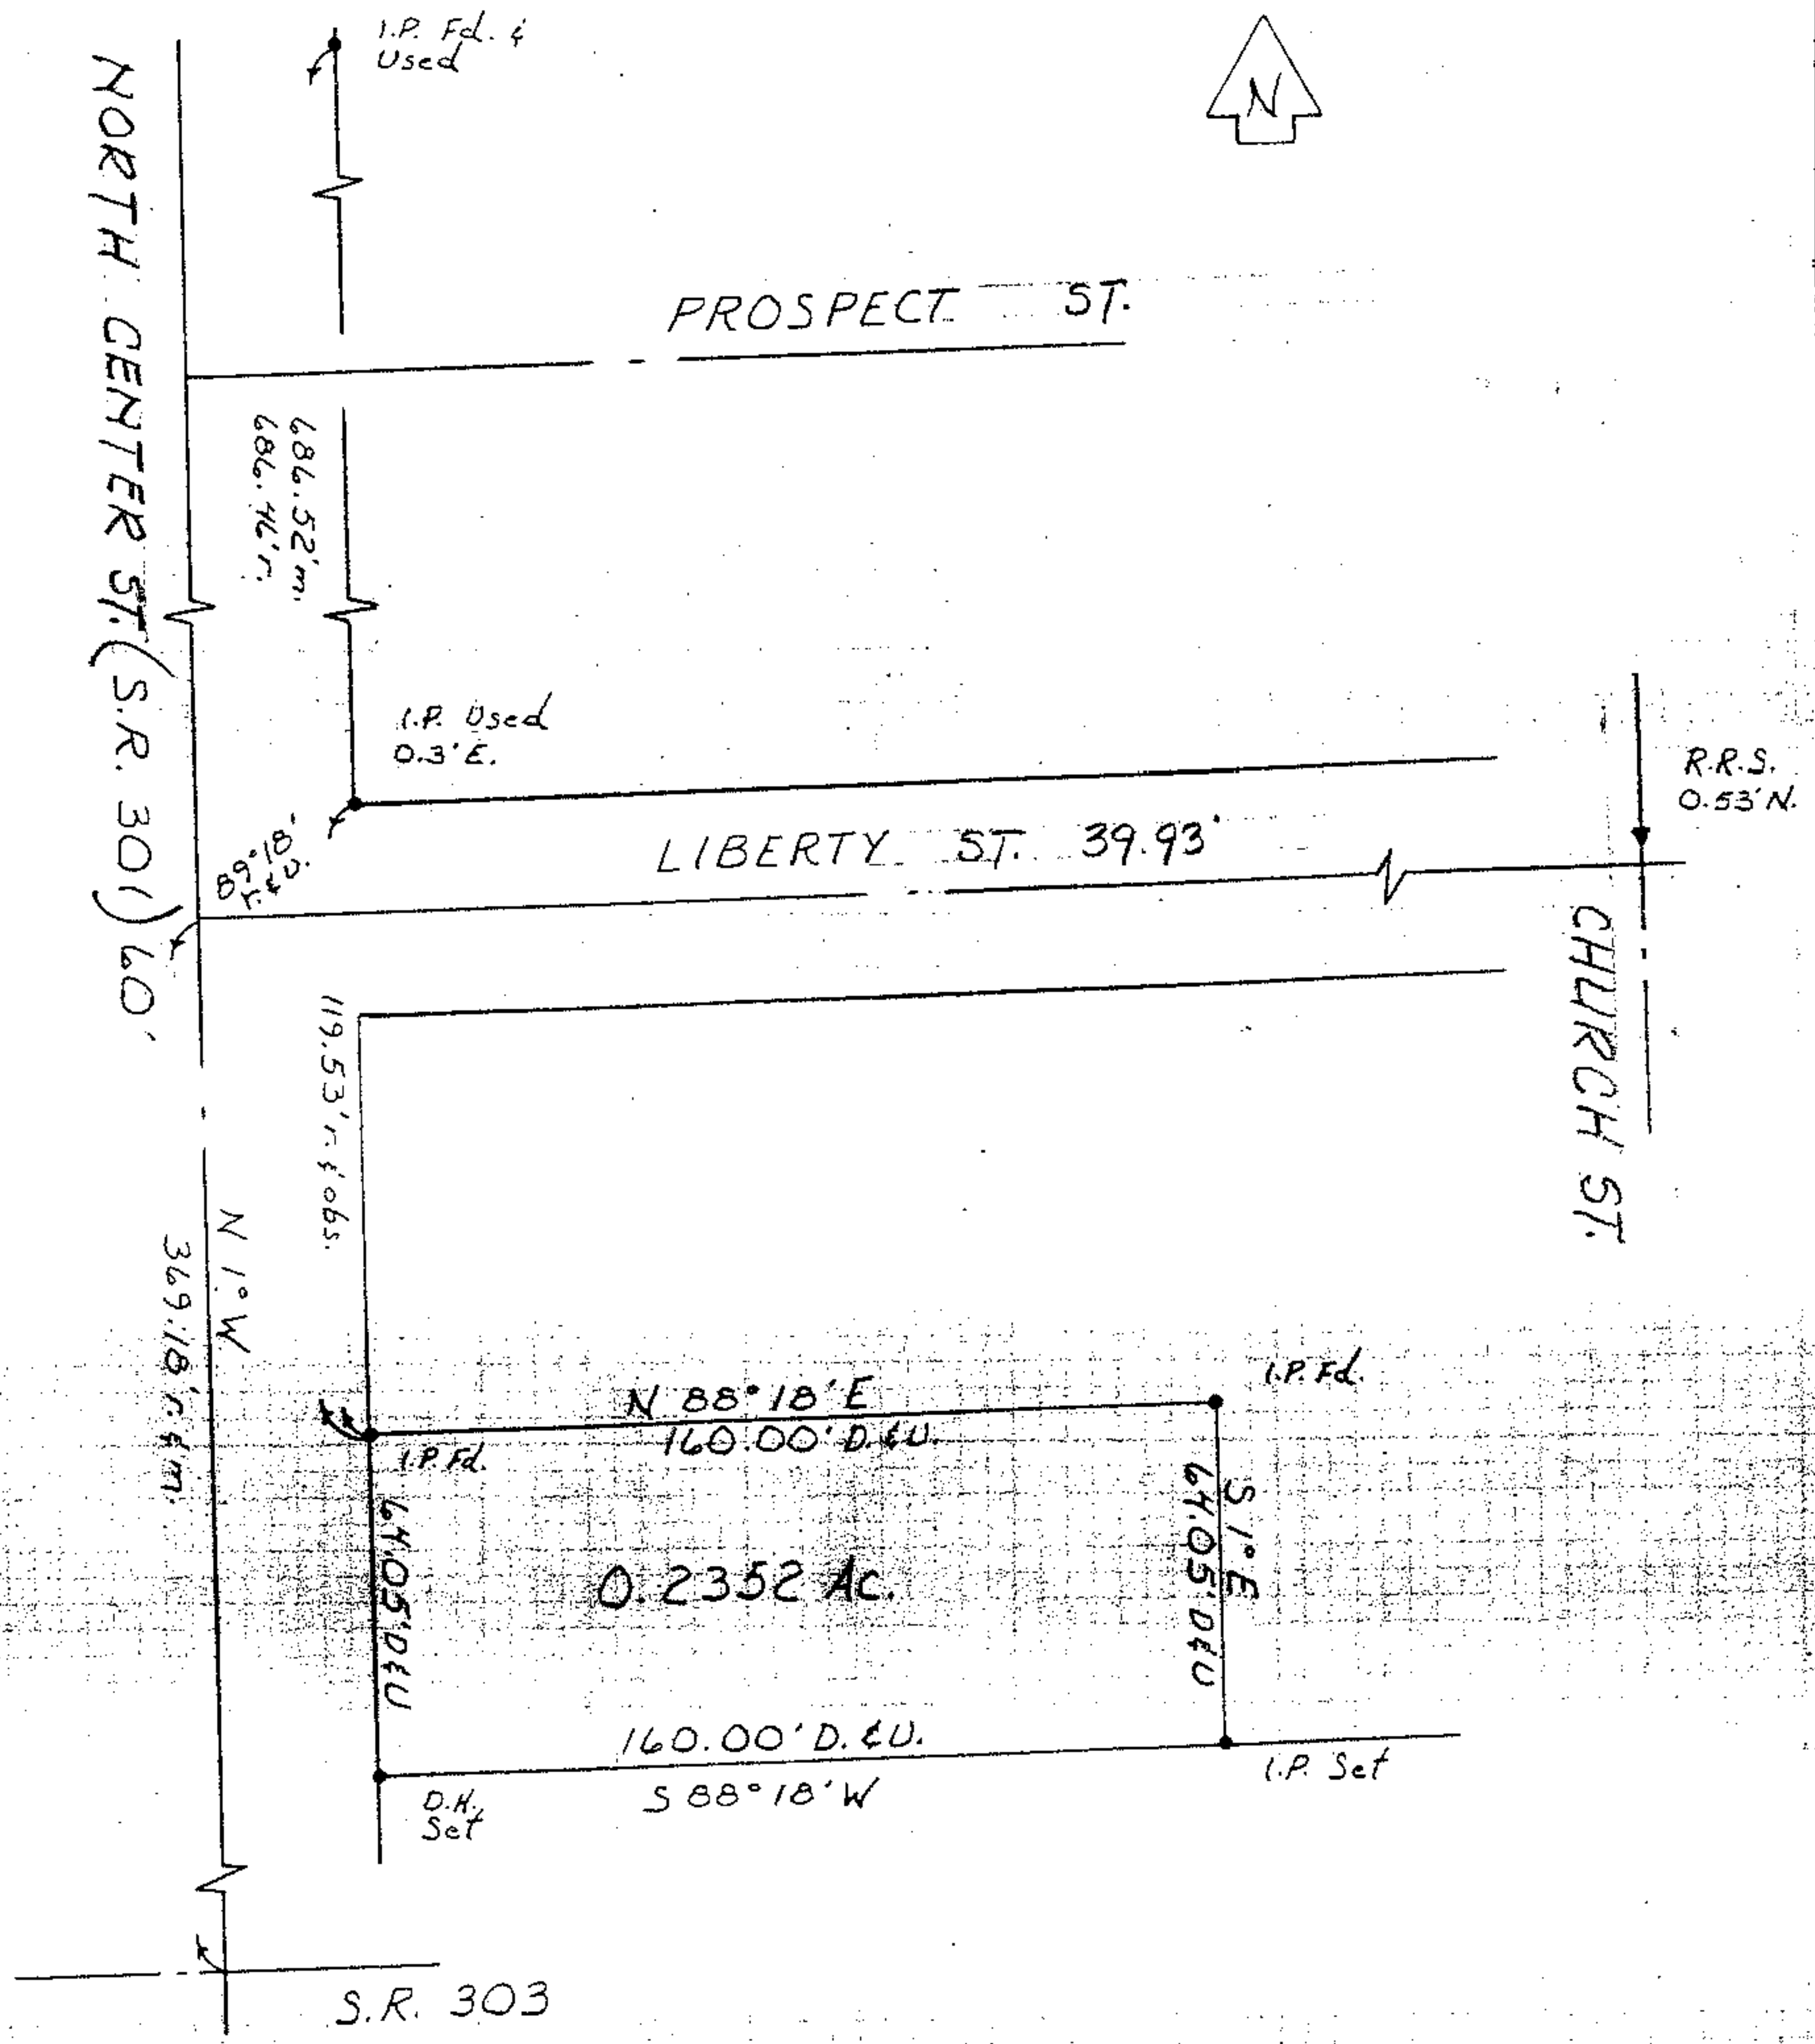 I.P. Fd. &
Used
N
NORTH CENTER ST. (S.R. 301) 60'
PROSPECT ST.
686.52' m.
686.46' r.
I.P. Used
0.3' E.
R.R.S.
0.53' N.
89°-18'-
r. & U.
LIBERTY ST. 39.93'
CHURCH ST.
119.53' r. & obs.
N 1° W
369.18' r. & m.
I.P. Fd.
N 88° 18' E
160.00' D. & U.
I.P. Fd.
S 1° E
64.05' D & U
64.05' D & U
0.2352 Ac.
160.00' D. & U.
S 88° 18' W
I.P. Set
D.H.
Set
S.R. 303